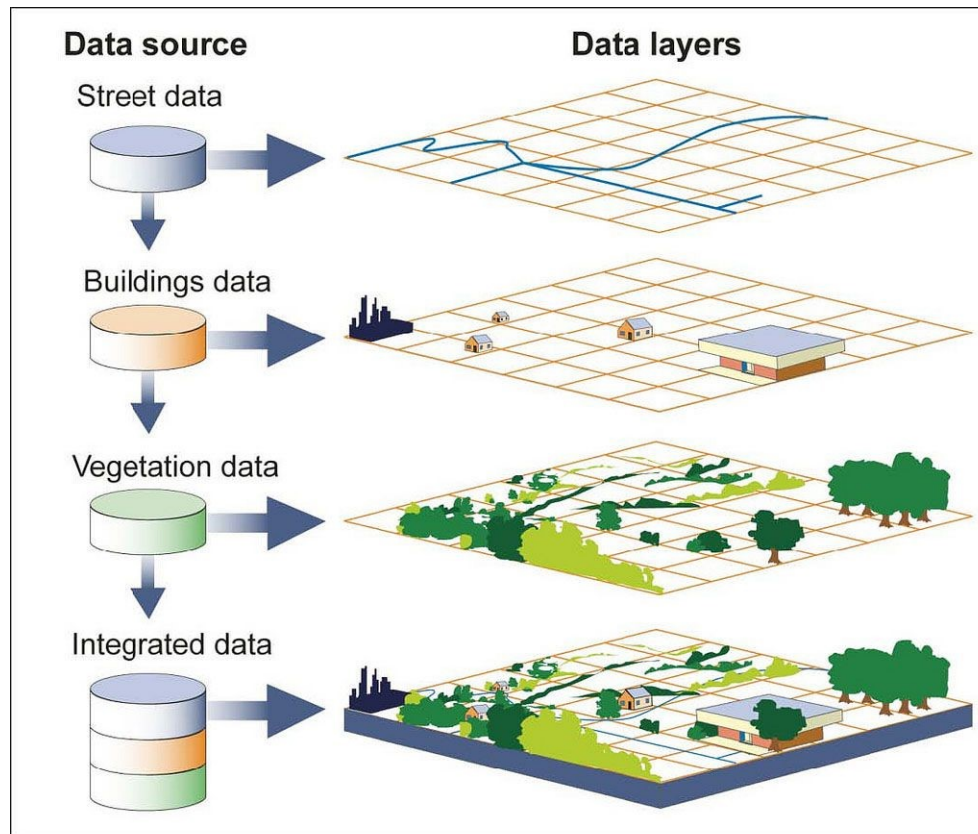 Data source
Data layers
Street data
Buildings data
Vegetation data
Integrated data